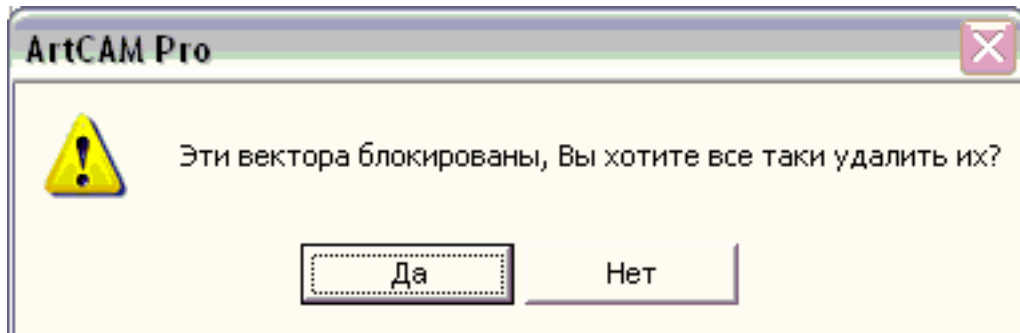 ArtCAM Pro
Эти вектора блокированы, Вы хотите все таки удалить их?
Да Нет